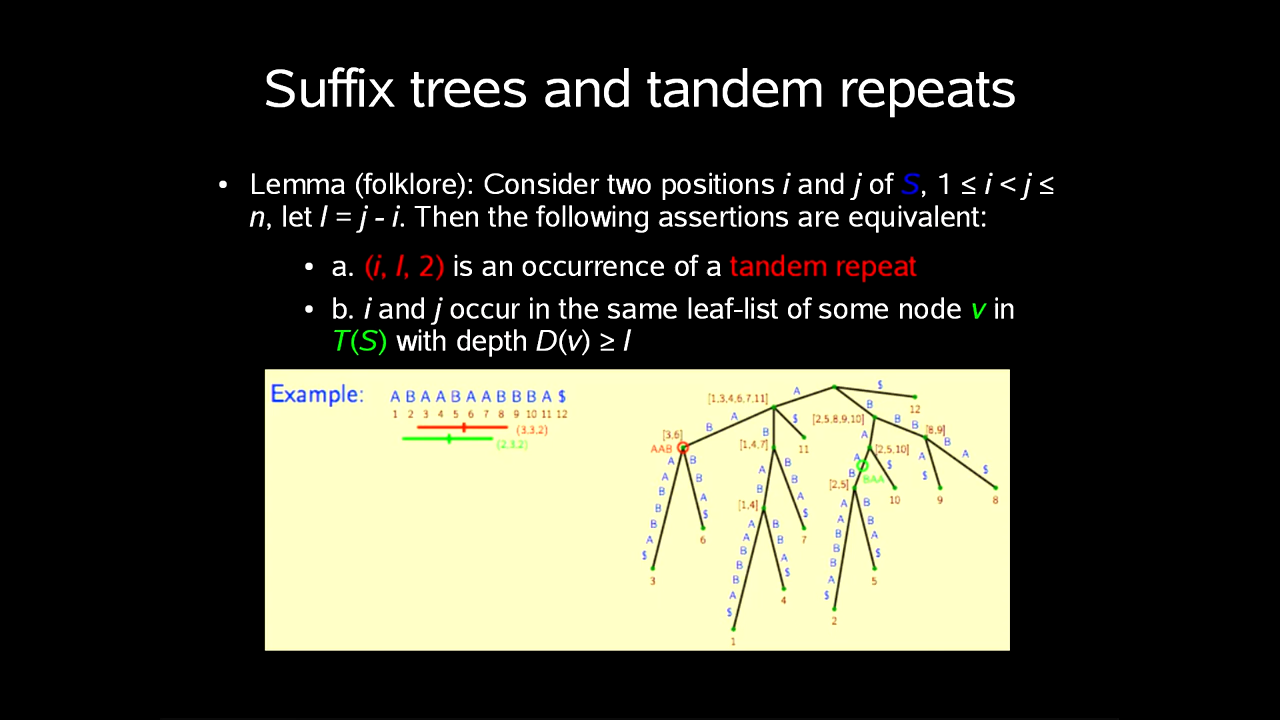 Suffix trees and tandem repeats
• Lemma (folklore): Consider two positions i and j of S, 1 ≤ i < j ≤
n, let l = j - i. Then the following assertions are equivalent:
• a. (i, l, 2) is an occurrence of a tandem repeat
• b. i and j occur in the same leaf-list of some node v in
T(S) with depth D(v) ≥ l
Example:
A B A A B A A B B B A $
1 2 3 4 5 6 7 8 9 10 11 12
(3,3,2)
(2,3,2)
A $
[1,3,4,6,7,11] B 12
A $ [2,5,8,9,10] B
B B A B [8,9]
[3,6] [1,4,7] 11 [2,5,10] B A
AAB A $ A $
A B A B B BAA $
A B B B [2,5] 10 9 8
B A [1,4] A A B
B $ A B $ A B
B 6 A B 7 B A
A B A B $
$ B $ B 5
3 A 4 A
$ $
1 2